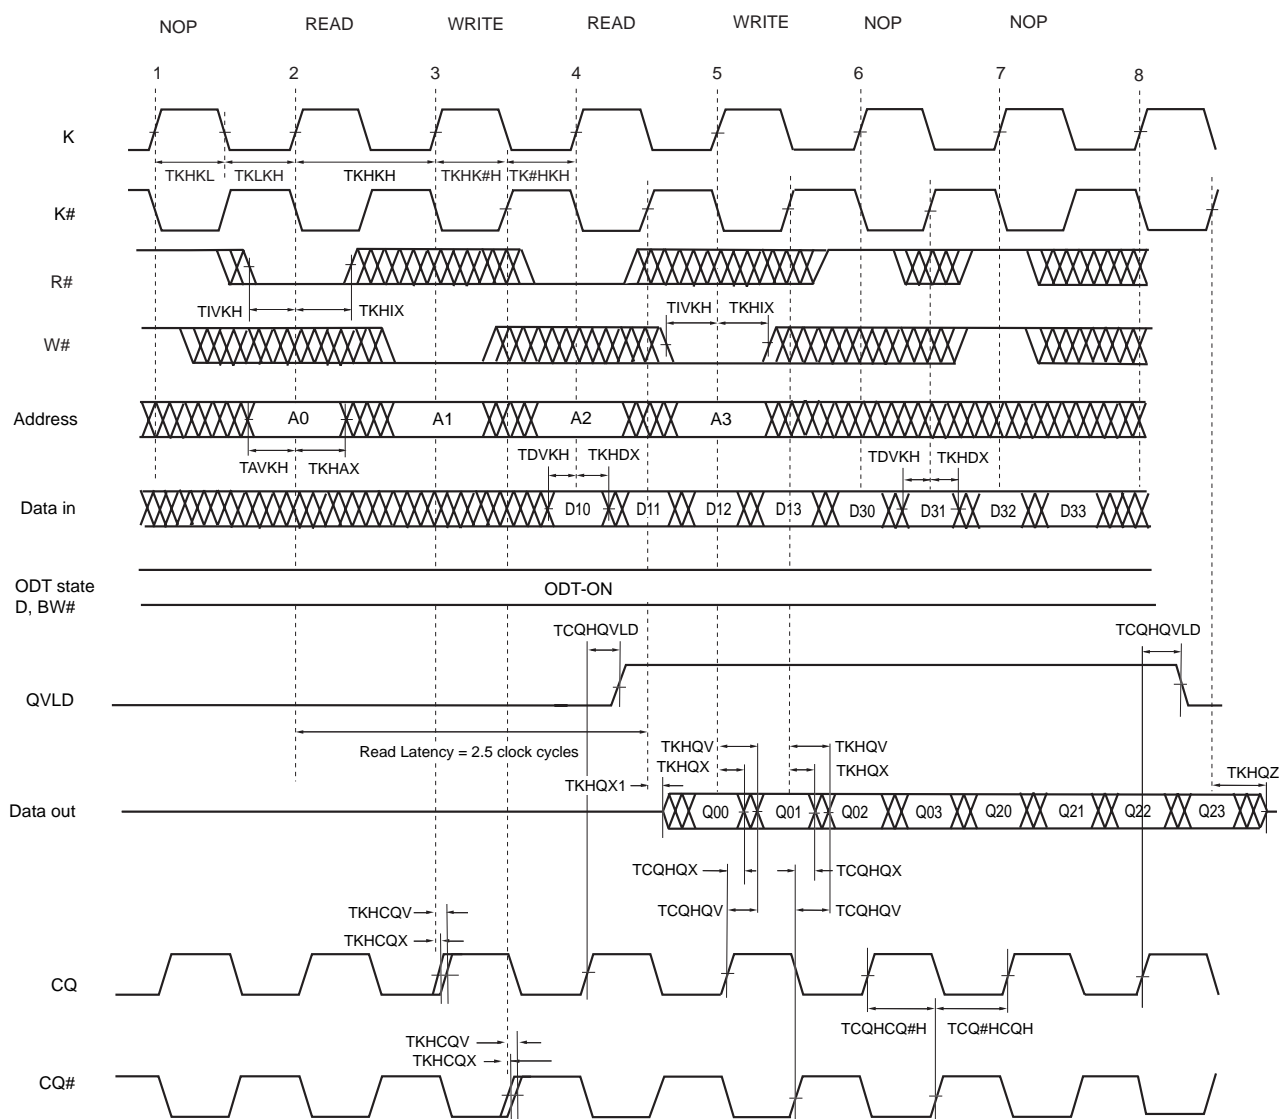 NOP READ WRITE READ WRITE NOP NOP
1 2 3 4 5 6 7 8
K
TKHKL TKLKH TKHKH TKHK#H TK#HKH
K#
R#
TIVKH TKHIX TIVKH TKHIX
W#
Address A0 A1 A2 A3
TAVKH TKHAX TDVKH TKHDX TDVKH TKHDX
Data in D10 D11 D12 D13 D30 D31 D32 D33
ODT state
D, BW#
ODT-ON
TCQHQVLD TCQHQVLD
QVLD
Read Latency = 2.5 clock cycles
TKHQV TKHQV
TKHQX TKHQX
TKHQX1 TKHQZ
Data out Q00 Q01 Q02 Q03 Q20 Q21 Q22 Q23
TCQHQX TCQHQX
TCQHQV TCQHQV
TKHCQV
TKHCQX
CQ
TCQHCQ#H TCQ#HCQH
TKHCQV
TKHCQX
CQ#